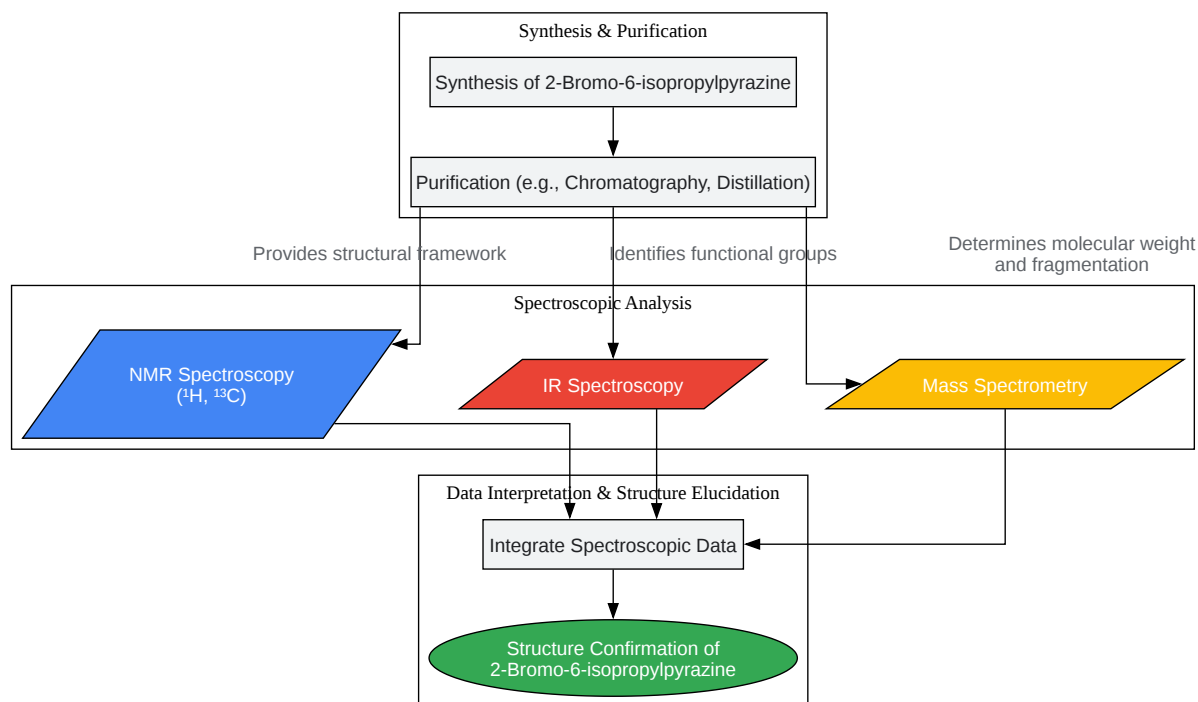 Synthesis & Purification
Synthesis of 2-Bromo-6-isopropylpyrazine
Purification (e.g., Chromatography, Distillation)
Provides structural framework
Identifies functional groups
Determines molecular weight
and fragmentation
Spectroscopic Analysis
NMR Spectroscopy
(¹H, ¹³C)
IR Spectroscopy
Mass Spectrometry
Data Interpretation & Structure Elucidation
Integrate Spectroscopic Data
Structure Confirmation of
2-Bromo-6-isopropylpyrazine